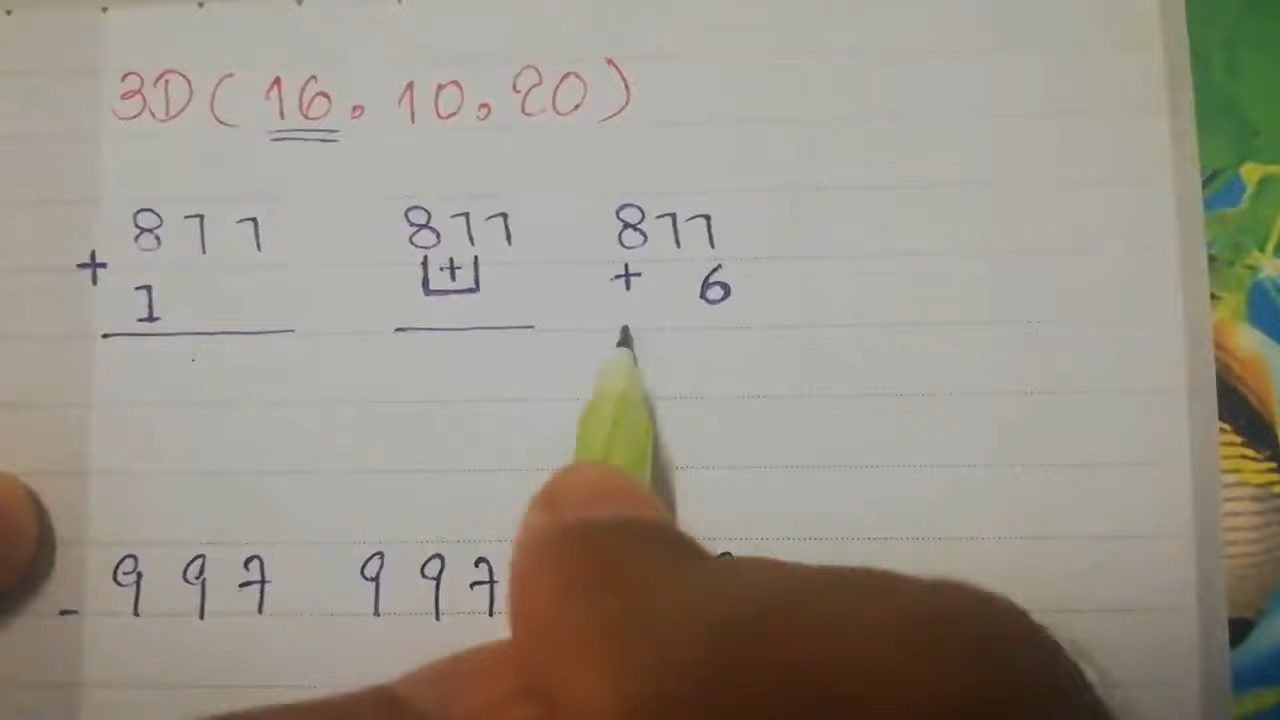 3D ( 16. 10. 20 )
877 877 877
+ 1 + + 6
- 997 997